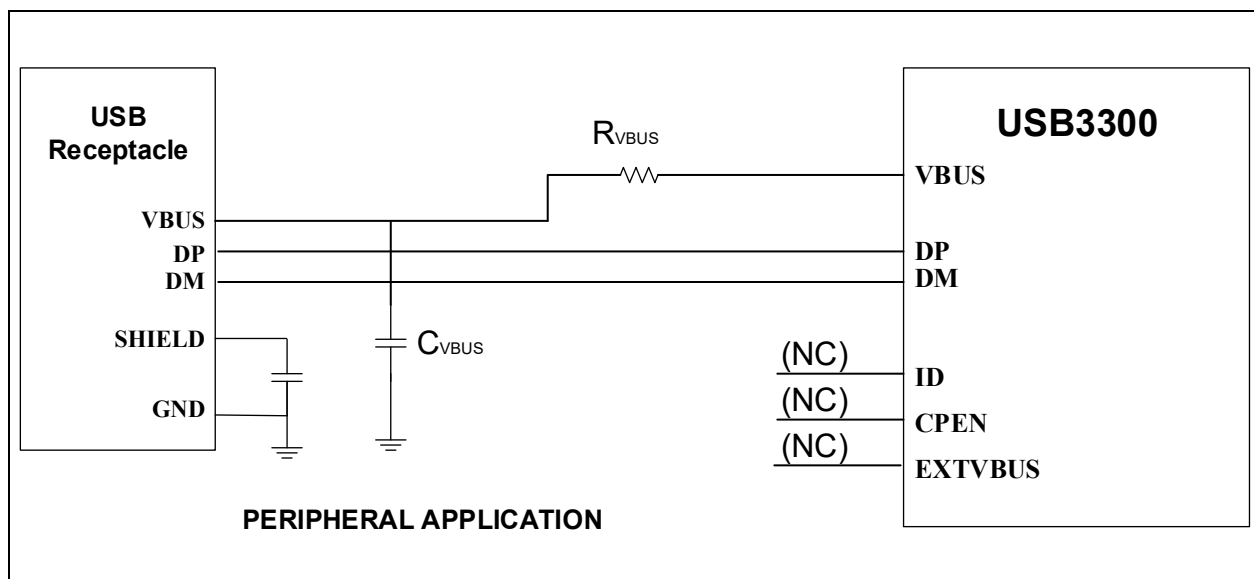 USB
Receptacle
VBUS
DP
DM
SHIELD
GND
RVBUS
CVBUS
USB3300
VBUS
DP
DM
(NC)
ID
(NC)
CPEN
(NC)
EXTVBUS
PERIPHERAL APPLICATION